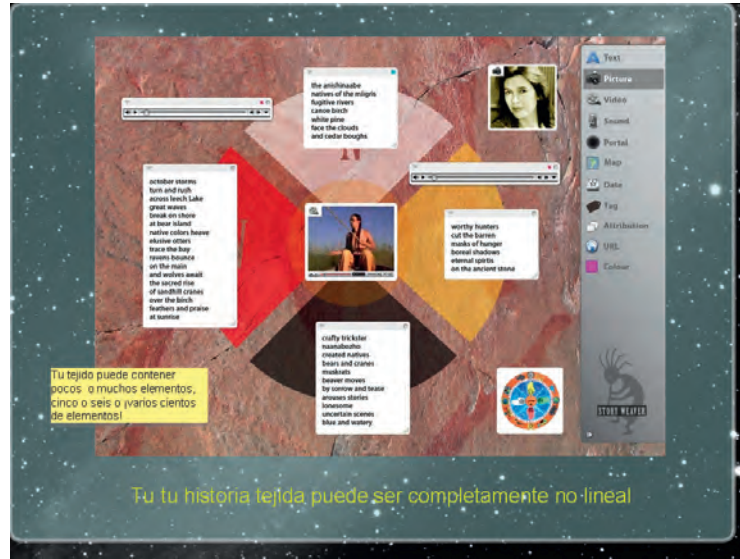 the anishinaabe
natives of the miigris
fugitive rivers
canoe birch
white pine
face the clouds
and cedar boughs
N
october storms
turn and rush
across leech Lake
great waves
break on shore
at bear island
native colors heave
elusive otters
trace the bay
ravens bounce
on the main
and wolves await
the sacred rise
of sandhill cranes
over the birch
feathers and praise
at sunrise
worthy hunters
cut the barren
masks of hunger
boreal shadows
eternal spirtis
on the ancient stone
crafty trickster
naanabozho
created natives
bears and cranes
muskrats
beaver moves
by sorrow and tease
arouses stories
lonesome
uncertain scenes
blue and watery
Text
Picture
Video
Sound
Portal
Map
Date
Tag
Attribution
URL
Colour
STORY WEAVER
Tu tejido puede contener
pocos o muchos elementos,
cinco o seis o ¡varios cientos
de elementos!
Tu tu historia tejida puede ser completamente no lineal